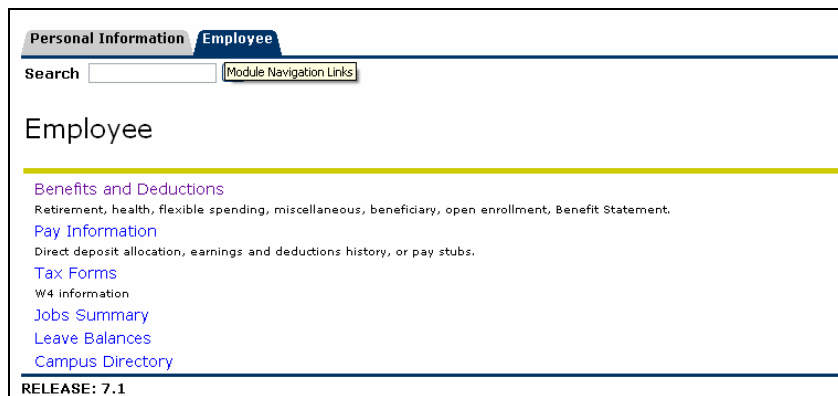 Personal Information Employee
Search Module Navigation Links
Employee
Benefits and Deductions
Retirement, health, flexible spending, miscellaneous, beneficiary, open enrollment, Benefit Statement.
Pay Information
Direct deposit allocation, earnings and deductions history, or pay stubs.
Tax Forms
W4 information
Jobs Summary
Leave Balances
Campus Directory
RELEASE: 7.1